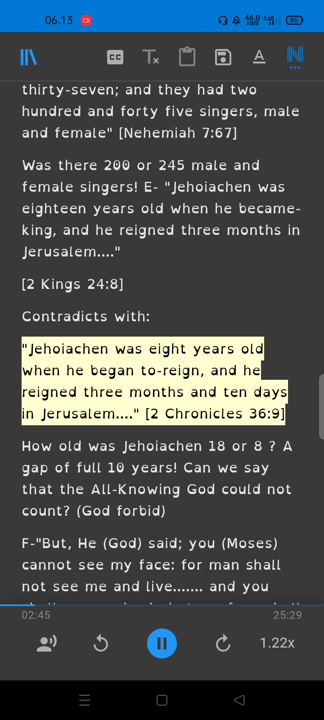 06.13
46.0 KB/S
thirty-seven; and they had two
hundred and forty five singers, male
and female" [Nehemiah 7:67]
Was there 200 or 245 male and
female singers! E- "Jehoiachen was
eighteen years old when he became-
king, and he reigned three months in
Jerusalem...."
[2 Kings 24:8]
Contradicts with:
"Jehoiachen was eight years old
when he began to-reign, and he
reigned three months and ten days
in Jerusalem...." [2 Chronicles 36:9]
How old was Jehoiachen 18 or 8 ? A
gap of full 10 years! Can we say
that the All-Knowing God could not
count? (God forbid)
F-"But, He (God) said; you (Moses)
cannot see my face: for man shall
not see me and live....... and you
02:45
25:29
1.22x